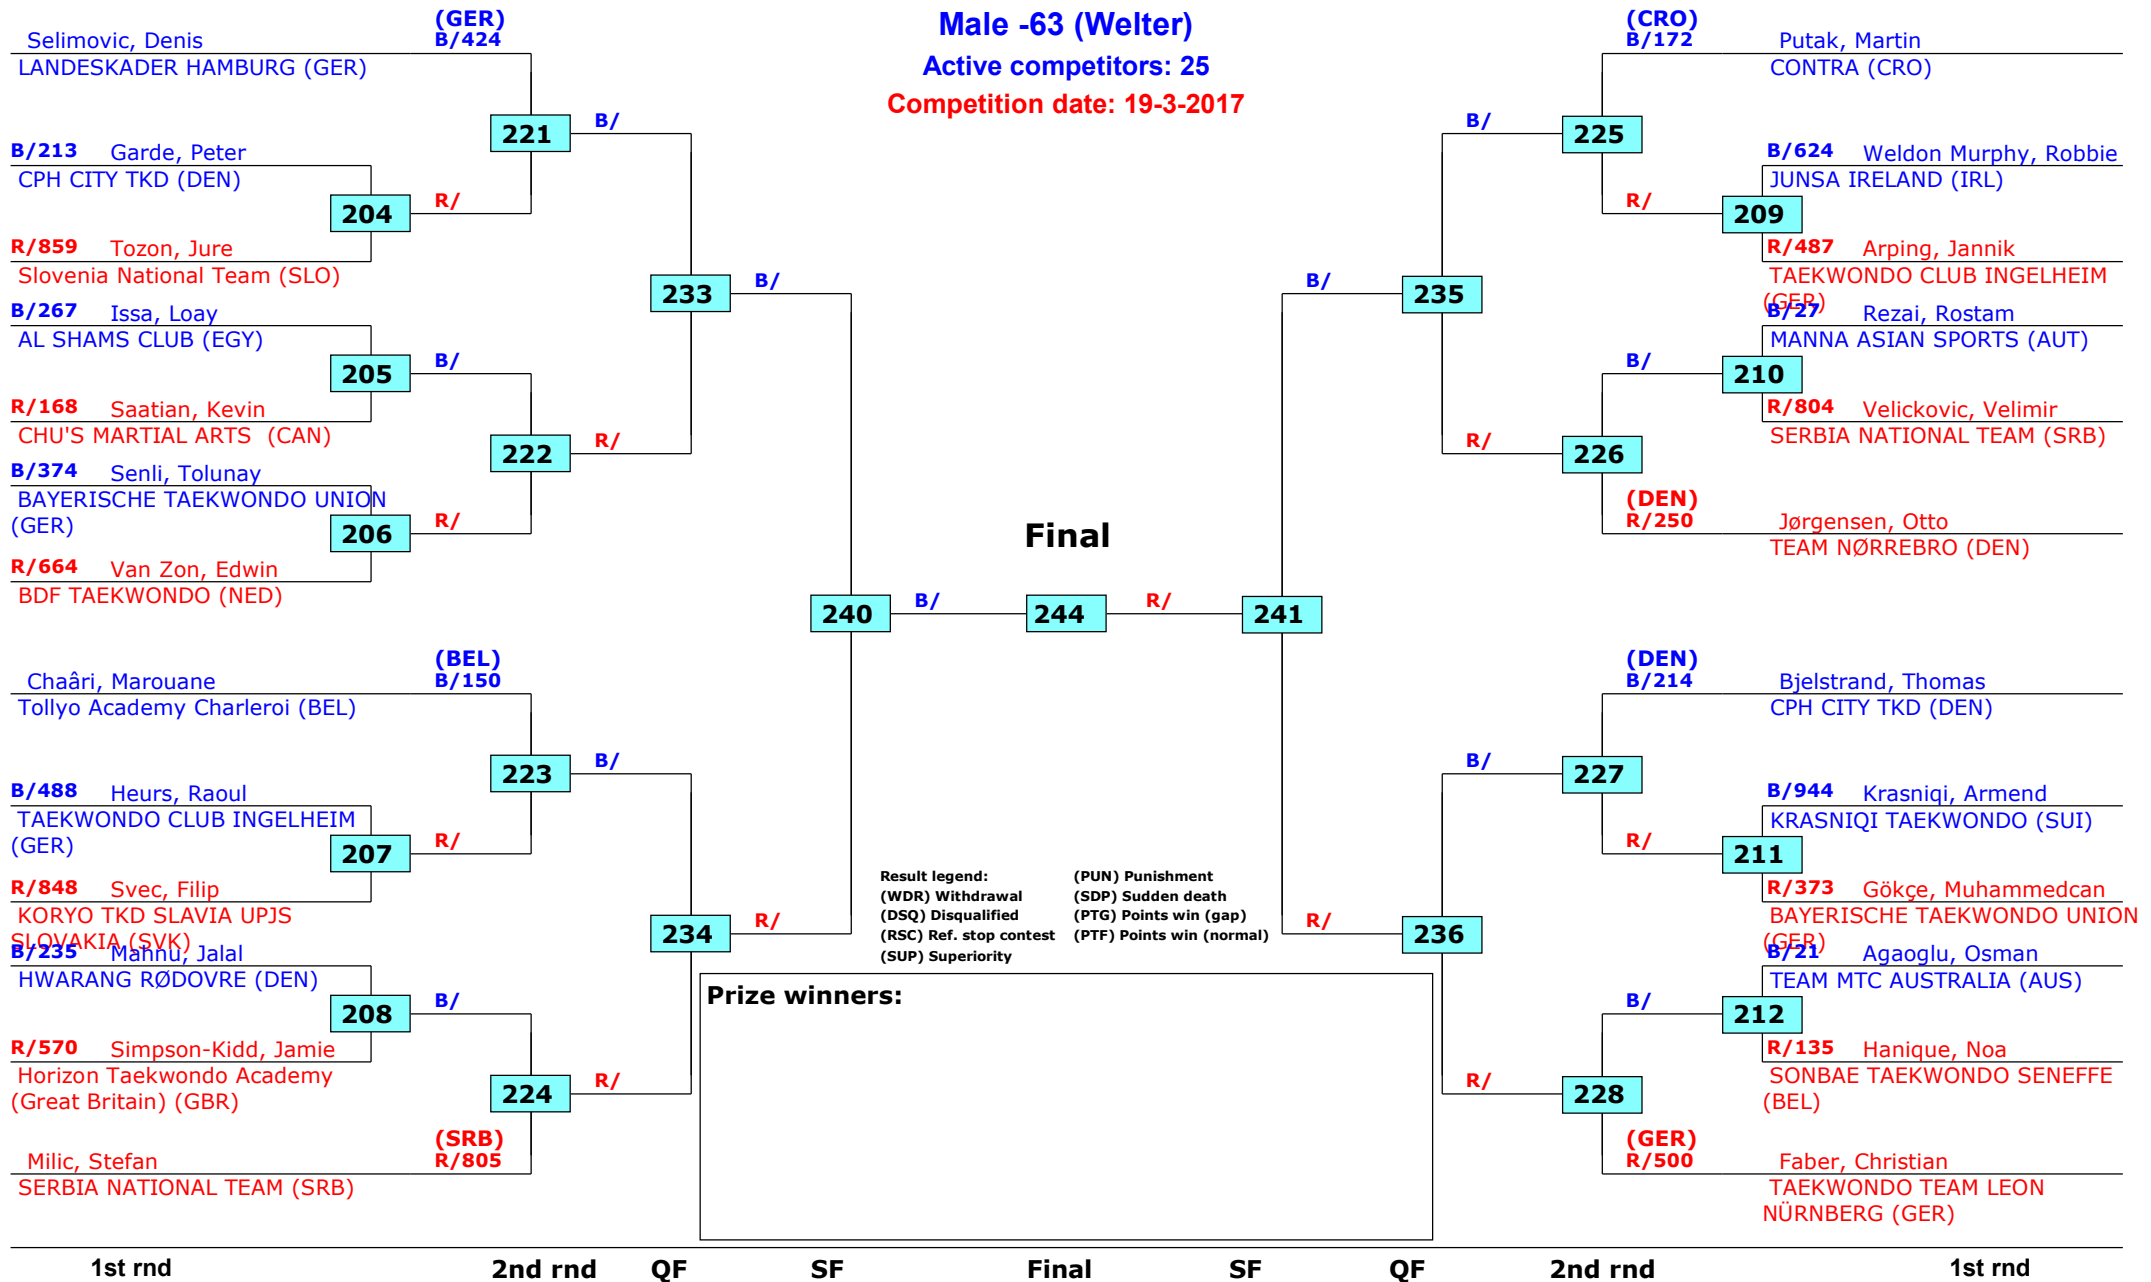 Male -63 (Welter)
Active competitors: 25
Competition date: 19-3-2017
(GER)
Selimovic, Denis B/424
LANDESKADER HAMBURG (GER)
221
B/
B/213 Garde, Peter
CPH CITY TKD (DEN)
204
R/
R/859 Tozon, Jure
Slovenia National Team (SLO)
233
B/
B/267 Issa, Loay
AL SHAMS CLUB (EGY)
205
B/
R/168 Saatian, Kevin
CHU'S MARTIAL ARTS  (CAN)
222
R/
B/374 Senli, Tolunay
BAYERISCHE TAEKWONDO UNION
(GER)
206
R/
R/664 Van Zon, Edwin
BDF TAEKWONDO (NED)
240
B/
(BEL)
Chaâri, Marouane B/150
Tollyo Academy Charleroi (BEL)
223
B/
B/488 Heurs, Raoul
TAEKWONDO CLUB INGELHEIM
(GER)
207
R/
R/848 Svec, Filip
KORYO TKD SLAVIA UPJS
SLOVAKIA (SVK)
234
R/
B/235 Mahnu, Jalal
HWARANG RØDOVRE (DEN)
208
B/
R/570 Simpson-Kidd, Jamie
Horizon Taekwondo Academy
(Great Britain) (GBR)
224
R/
(SRB)
Milic, Stefan R/805
SERBIA NATIONAL TEAM (SRB)
Final
244
R/
241
(CRO)
B/172 Putak, Martin
CONTRA (CRO)
B/
225
B/624 Weldon Murphy, Robbie
JUNSA IRELAND (IRL)
R/
209
R/487 Arping, Jannik
TAEKWONDO CLUB INGELHEIM
(GER)
B/
235
B/27 Rezai, Rostam
MANNA ASIAN SPORTS (AUT)
B/
210
R/804 Velickovic, Velimir
SERBIA NATIONAL TEAM (SRB)
R/
226
(DEN)
R/250 Jørgensen, Otto
TEAM NØRREBRO (DEN)
(DEN)
B/214 Bjelstrand, Thomas
CPH CITY TKD (DEN)
B/
227
B/944 Krasniqi, Armend
KRASNIQI TAEKWONDO (SUI)
R/
211
R/373 Gökçe, Muhammedcan
BAYERISCHE TAEKWONDO UNION
(GER)
R/
236
B/21 Agaoglu, Osman
TEAM MTC AUSTRALIA (AUS)
B/
212
R/135 Hanique, Noa
SONBAE TAEKWONDO SENEFFE
(BEL)
R/
228
(GER)
R/500 Faber, Christian
TAEKWONDO TEAM LEON
NÜRNBERG (GER)
Result legend: (PUN) Punishment
(WDR) Withdrawal (SDP) Sudden death
(DSQ) Disqualified (PTG) Points win (gap)
(RSC) Ref. stop contest (PTF) Points win (normal)
(SUP) Superiority
Prize winners:
1st rnd 2nd rnd QF SF Final SF QF 2nd rnd 1st rnd